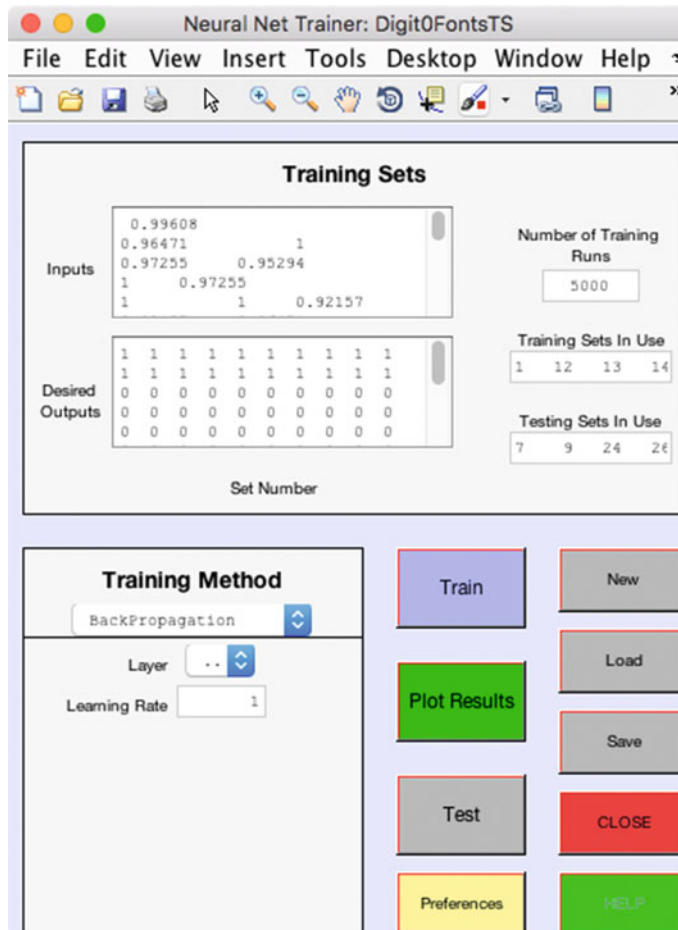 Neural Net Trainer: Digit0FontsTS
File Edit View Insert Tools Desktop Window Help
Training Sets
Inputs
0.99608
0.96471 1
0.97255 0.95294
1 0.97255
1 1 0.92157
Number of Training
Runs
5000
Desired
Outputs
1 1 1 1 1 1 1 1 1 1
1 1 1 1 1 1 1 1 1 1
0 0 0 0 0 0 0 0 0 0
0 0 0 0 0 0 0 0 0 0
0 0 0 0 0 0 0 0 0 0
Training Sets In Use
1 12 13 14
Testing Sets In Use
7 9 24 26
Set Number
Training Method
BackPropagation
Layer ..
Learning Rate 1
Train
New
Load
Plot Results
Save
Test
CLOSE
Preferences
HELP